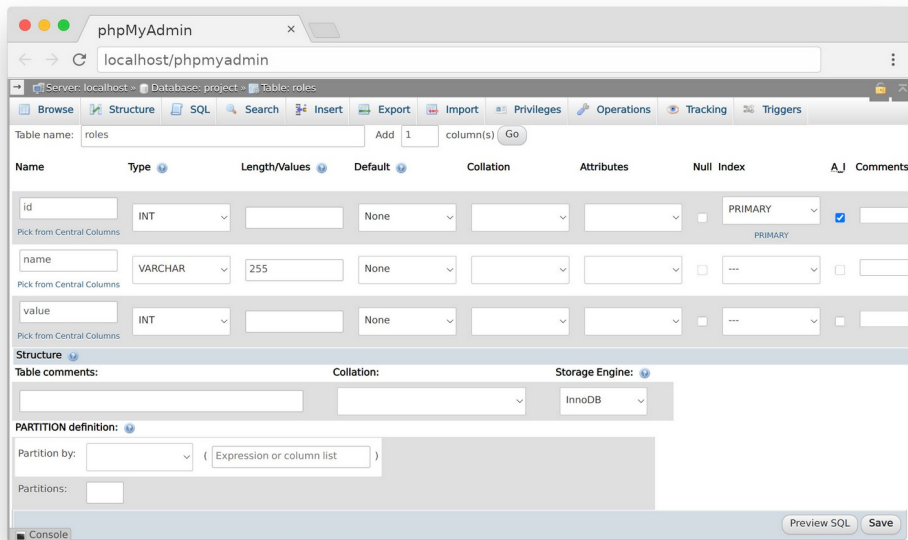 phpMyAdmin ×
localhost/phpmyadmin
Server: localhost » Database: project » Table: roles
Browse Structure SQL Search Insert Export Import Privileges Operations Tracking Triggers
Table name: roles Add 1 column(s) Go
Name Type Length/Values Default Collation Attributes Null Index A_I Comments
id INT None PRIMARY
Pick from Central Columns PRIMARY
name VARCHAR 255 None ---
Pick from Central Columns
value INT None ---
Pick from Central Columns
Structure
Table comments: Collation: Storage Engine:
InnoDB
PARTITION definition:
Partition by: ( Expression or column list )
Partitions:
Preview SQL Save
Console